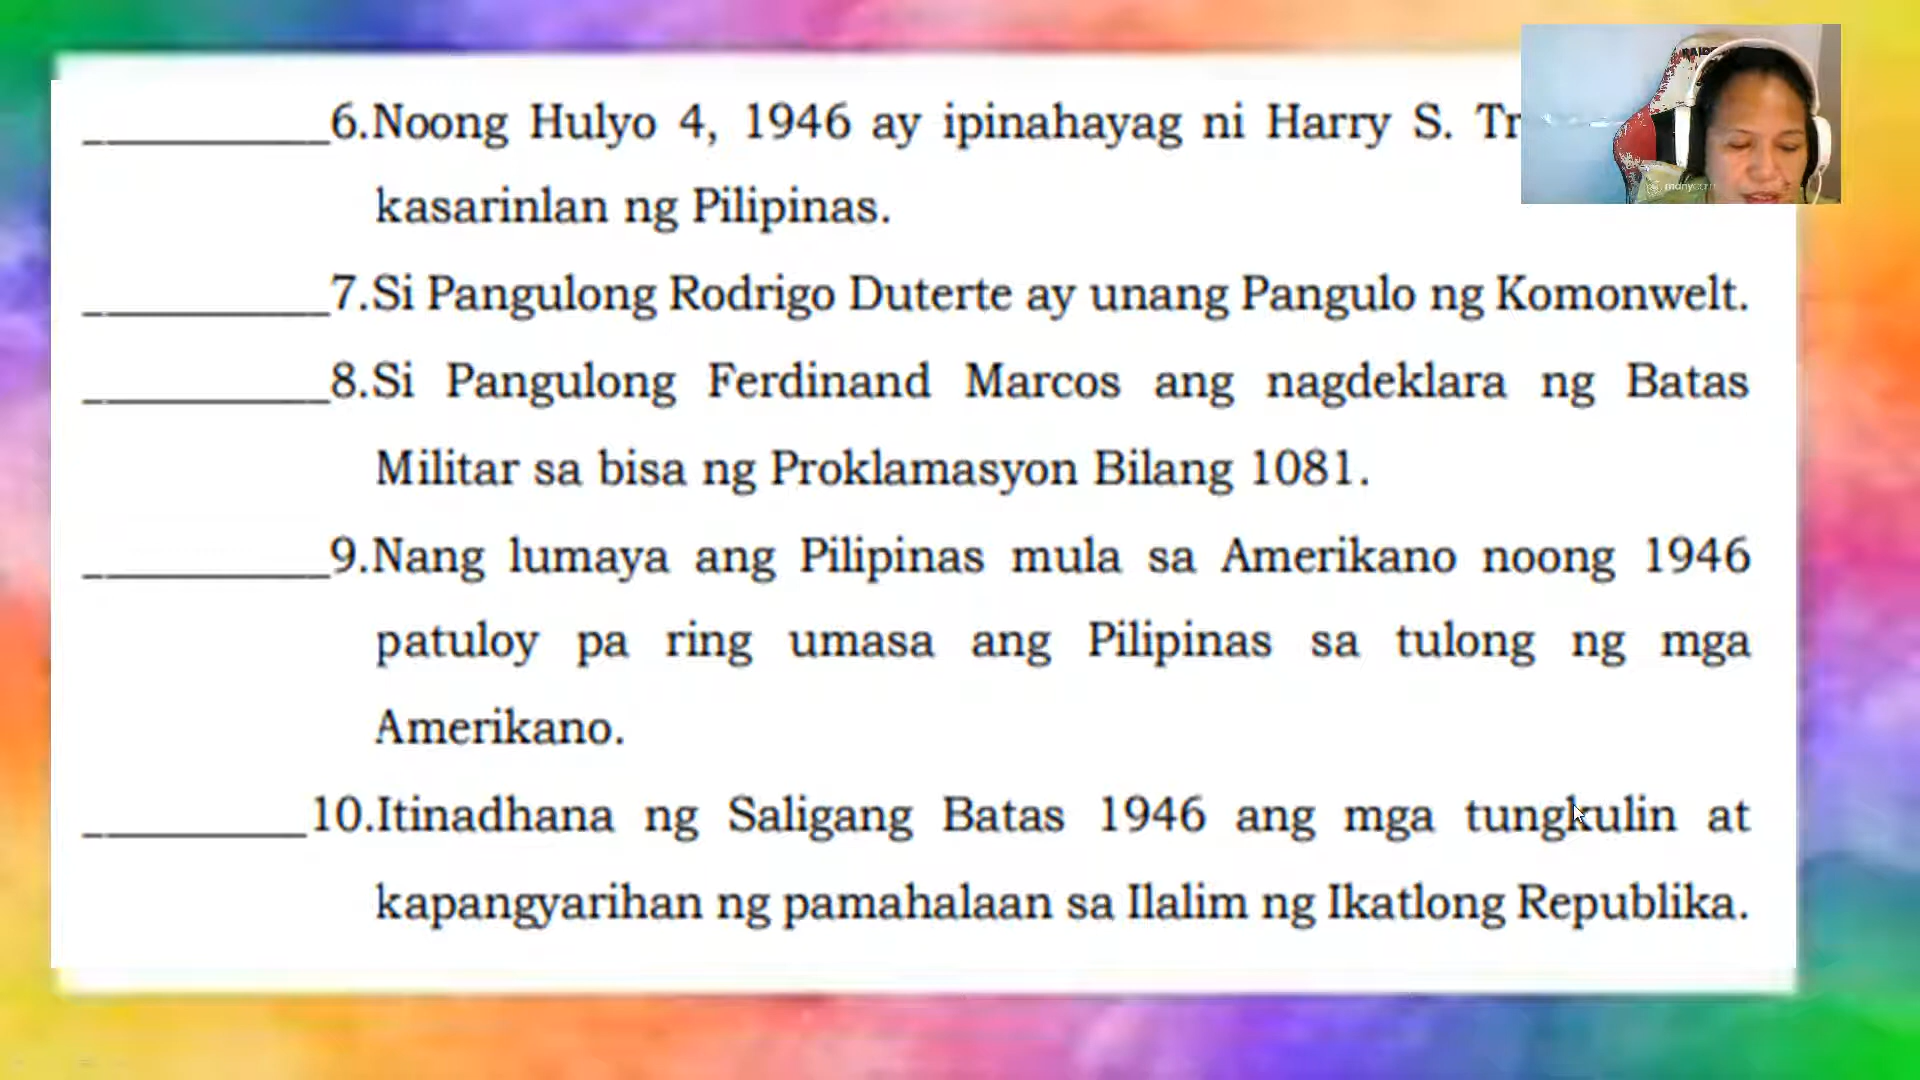 __________6.Noong Hulyo 4, 1946 ay ipinahayag ni Harry S.
kasarinlan ng Pilipinas.
__________7.Si Pangulong Rodrigo Duterte ay unang Pangulo ng Komonwelt.
__________8.Si Pangulong Ferdinand Marcos ang nagdeklara ng Batas
Militar sa bisa ng Proklamasyon Bilang 1081.
__________9.Nang lumaya ang Pilipinas mula sa Amerikano noong 1946
patuloy pa ring umasa ang Pilipinas sa tulong ng mga
Amerikano.
_________10.Itinadhana ng Saligang Batas 1946 ang mga tungkulin at
kapangyarihan ng pamahalaan sa Ilalim ng Ikatlong Republika.